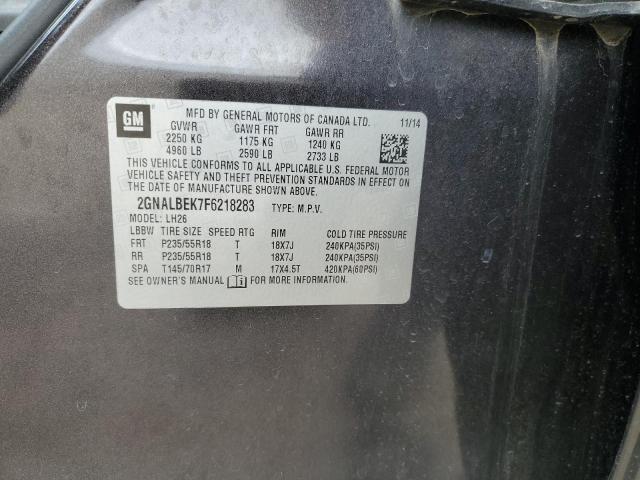 GM
MFD BY GENERAL MOTORS OF CANADA LTD. 11/14
GVWR GAWR FRT GAWR RR
2250 KG 1175 KG 1240 KG
4960 LB 2590 LB 2733 LB
THIS VEHICLE CONFORMS TO ALL APPLICABLE U.S. FEDERAL MOTOR
VEHICLE SAFETY AND THEFT PREVENTION STANDARDS IN EFFECT ON
THE DATE OF MANUFACTURE SHOWN ABOVE.
2GNALBEK7F6218283 TYPE: M.P.V.
MODEL: LH26
LBBW TIRE SIZE SPEED RTG RIM COLD TIRE PRESSURE
FRT P235/55R18 T 18X7J 240KPA(35PSI)
RR P235/55R18 T 18X7J 240KPA(35PSI)
SPA T145/70R17 M 17X4.5T 420KPA(60PSI)
SEE OWNER'S MANUAL FOR MORE INFORMATION.